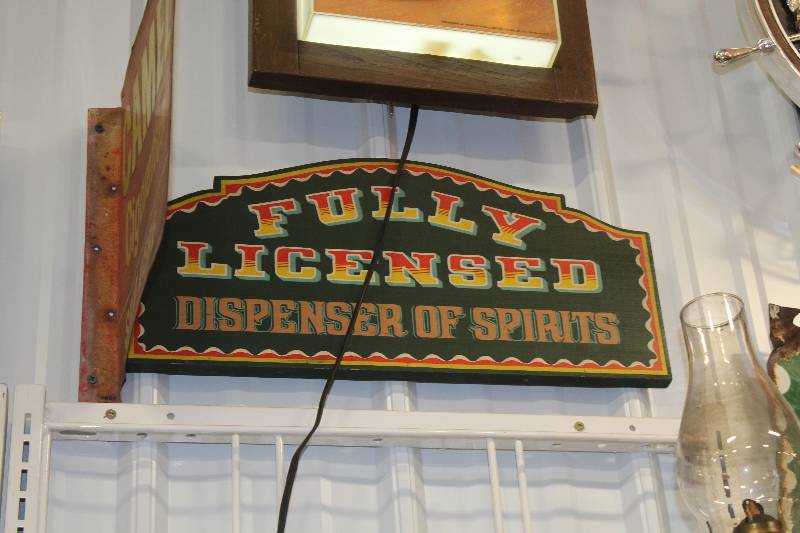 FULLY
LICENSED
DISPENSER OF SPIRITS